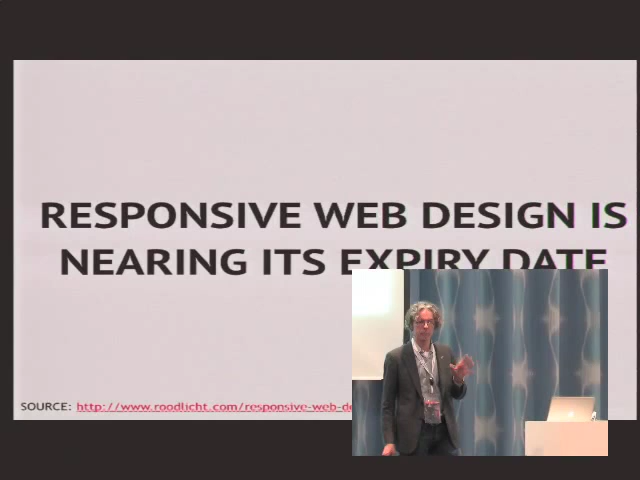 RESPONSIVE WEB DESIGN IS
NEARING ITS EXPIRY DATE
SOURCE: http://www.roodlicht.com/responsive-web-de